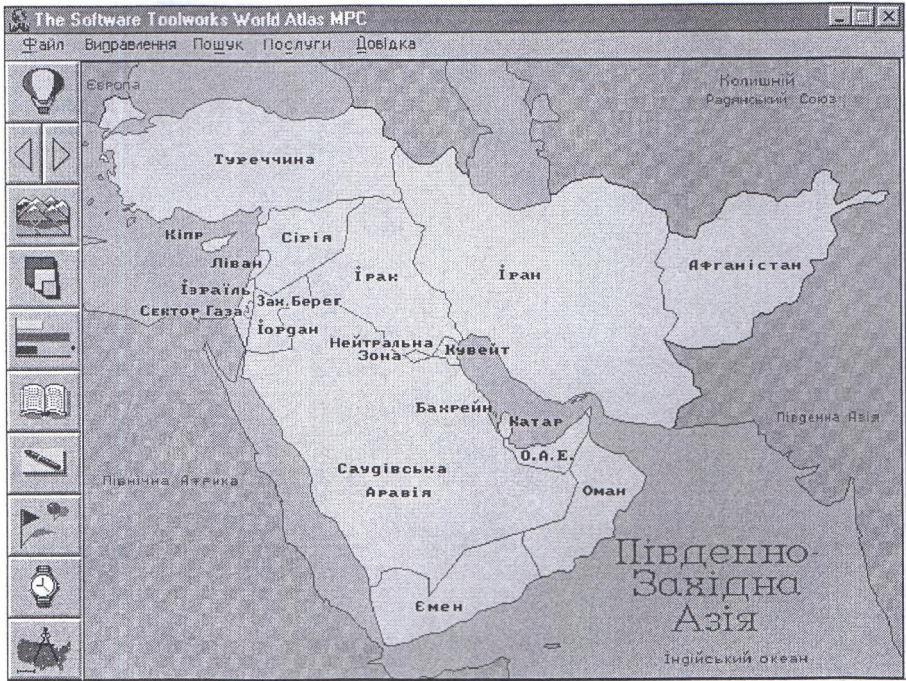 The Software Toolworks World Atlas MPC
Файл Виправлення Пошук Послуги Довідка
Європа
Колишній
Радянський Союз
Туреччина
Кіпр
Сірія
Ліван
Ірак
Іран
Афганістан
Ізраїль
Зах. Берег
Сектор Газа
Іордан
Нейтральна
Зона
Кувейт
Бахрейн
Катар
Південна Азія
О.А.Е.
Саудівська
Аравія
Північна Африка
Оман
Південно-
Західна
Азія
Ємен
Індійський океан